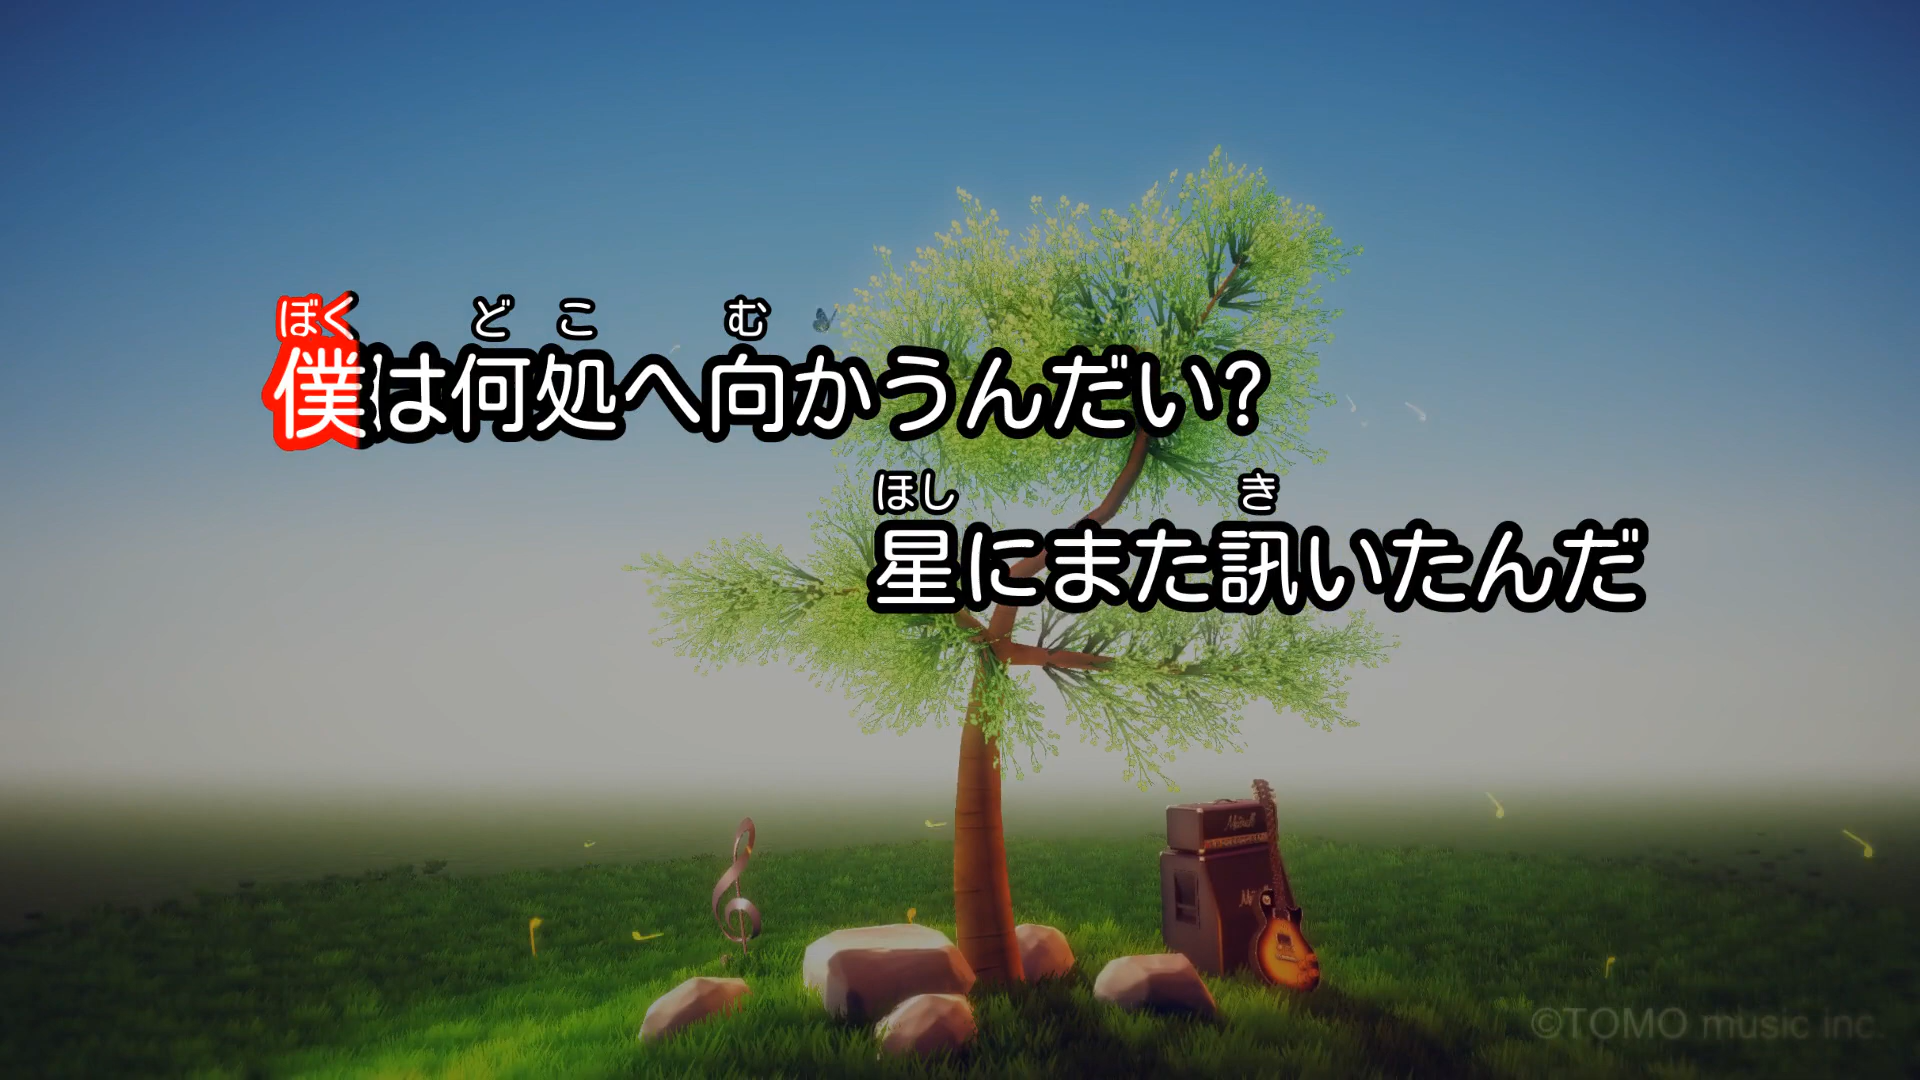 ぼく ど こ む
僕は何処へ向かうんだい?
ほし き
星にまた訊いたんだ
Marshall
©TOMO music inc.